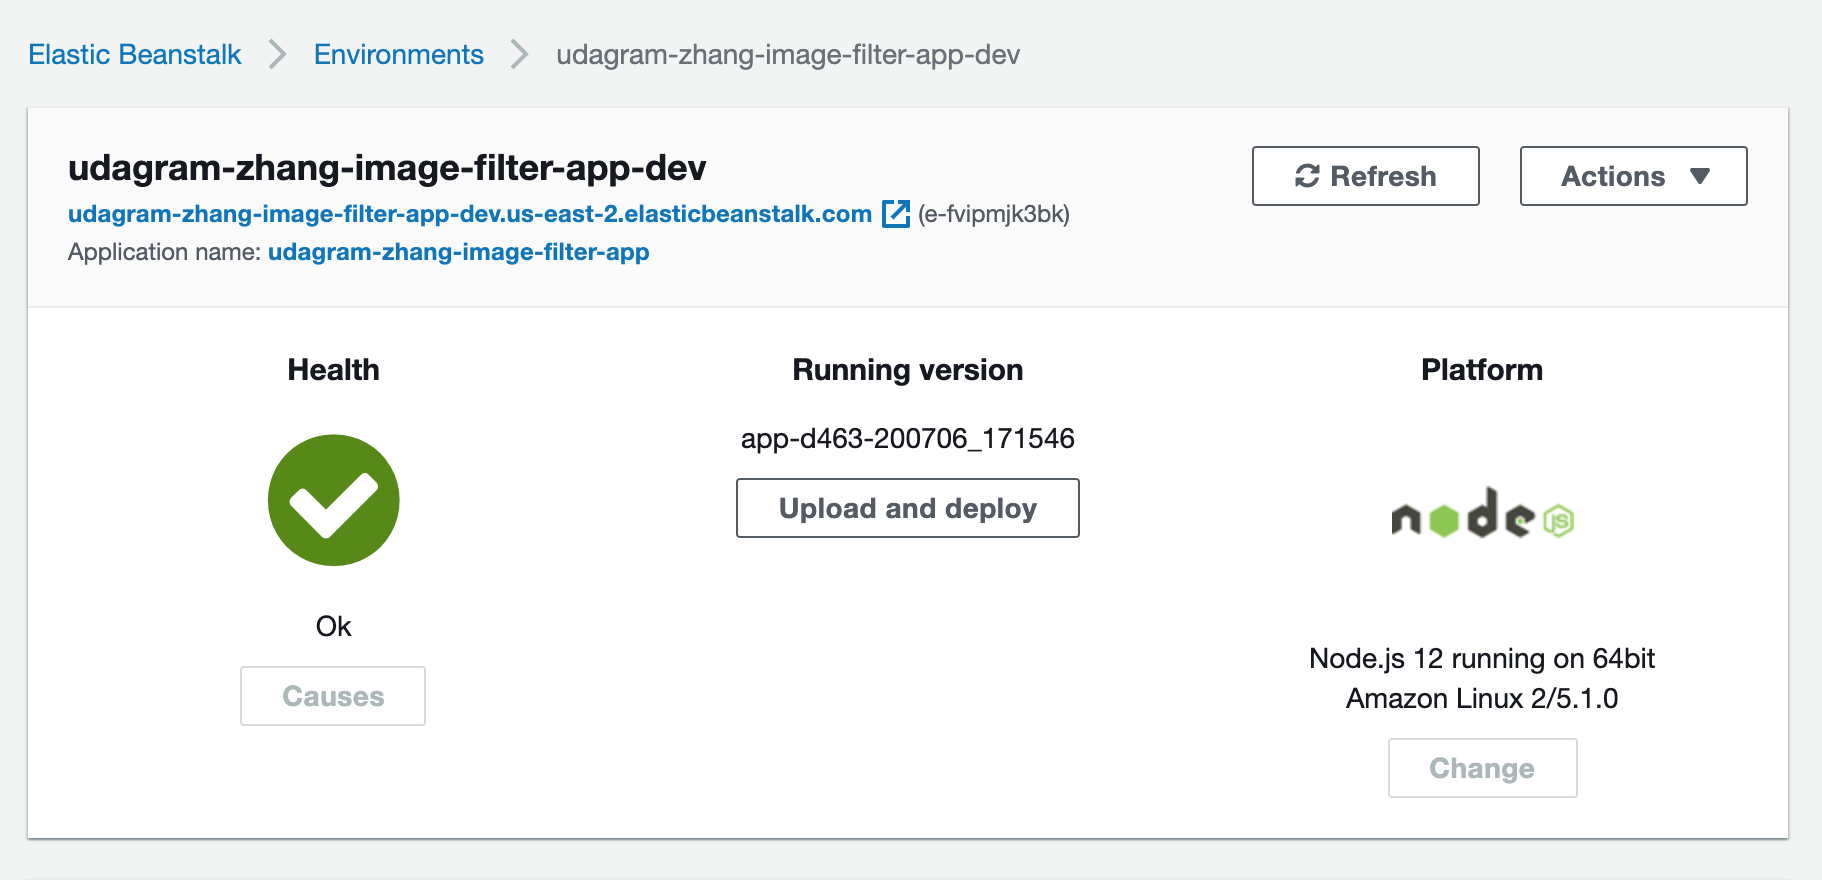 Elastic Beanstalk > Environments > udagram-zhang-image-filter-app-dev
udagram-zhang-image-filter-app-dev
Refresh
Actions
udagram-zhang-image-filter-app-dev.us-east-2.elasticbeanstalk.com (e-fvipmjk3bk)
Application name: udagram-zhang-image-filter-app
Health
Ok
Causes
Running version
app-d463-200706_171546
Upload and deploy
Platform
node JS
Node.js 12 running on 64bit
Amazon Linux 2/5.1.0
Change